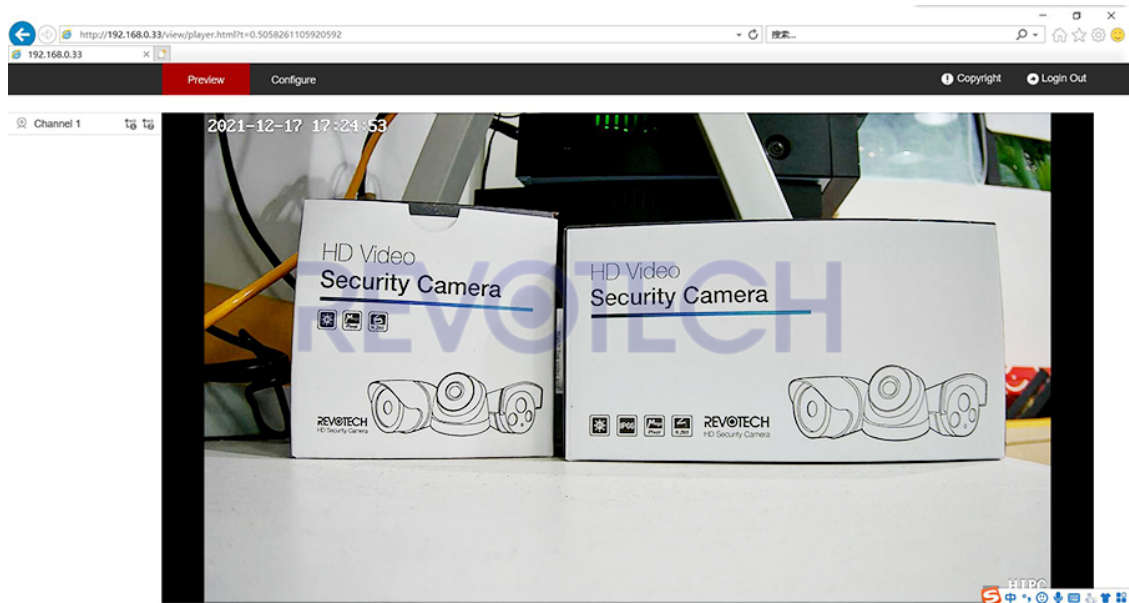 http://192.168.0.33/view/player.html?t=0.5058261105920592
搜索...
192.168.0.33
Preview
Configure
Copyright
Login Out
Channel 1
2021-12-17 17:24:53
HD Video
Security Camera
REVOTECH
HD Security Camera
HD Video
Security Camera
IP66
REVOTECH
HD Security Camera
REVOTECH
HIPC
中